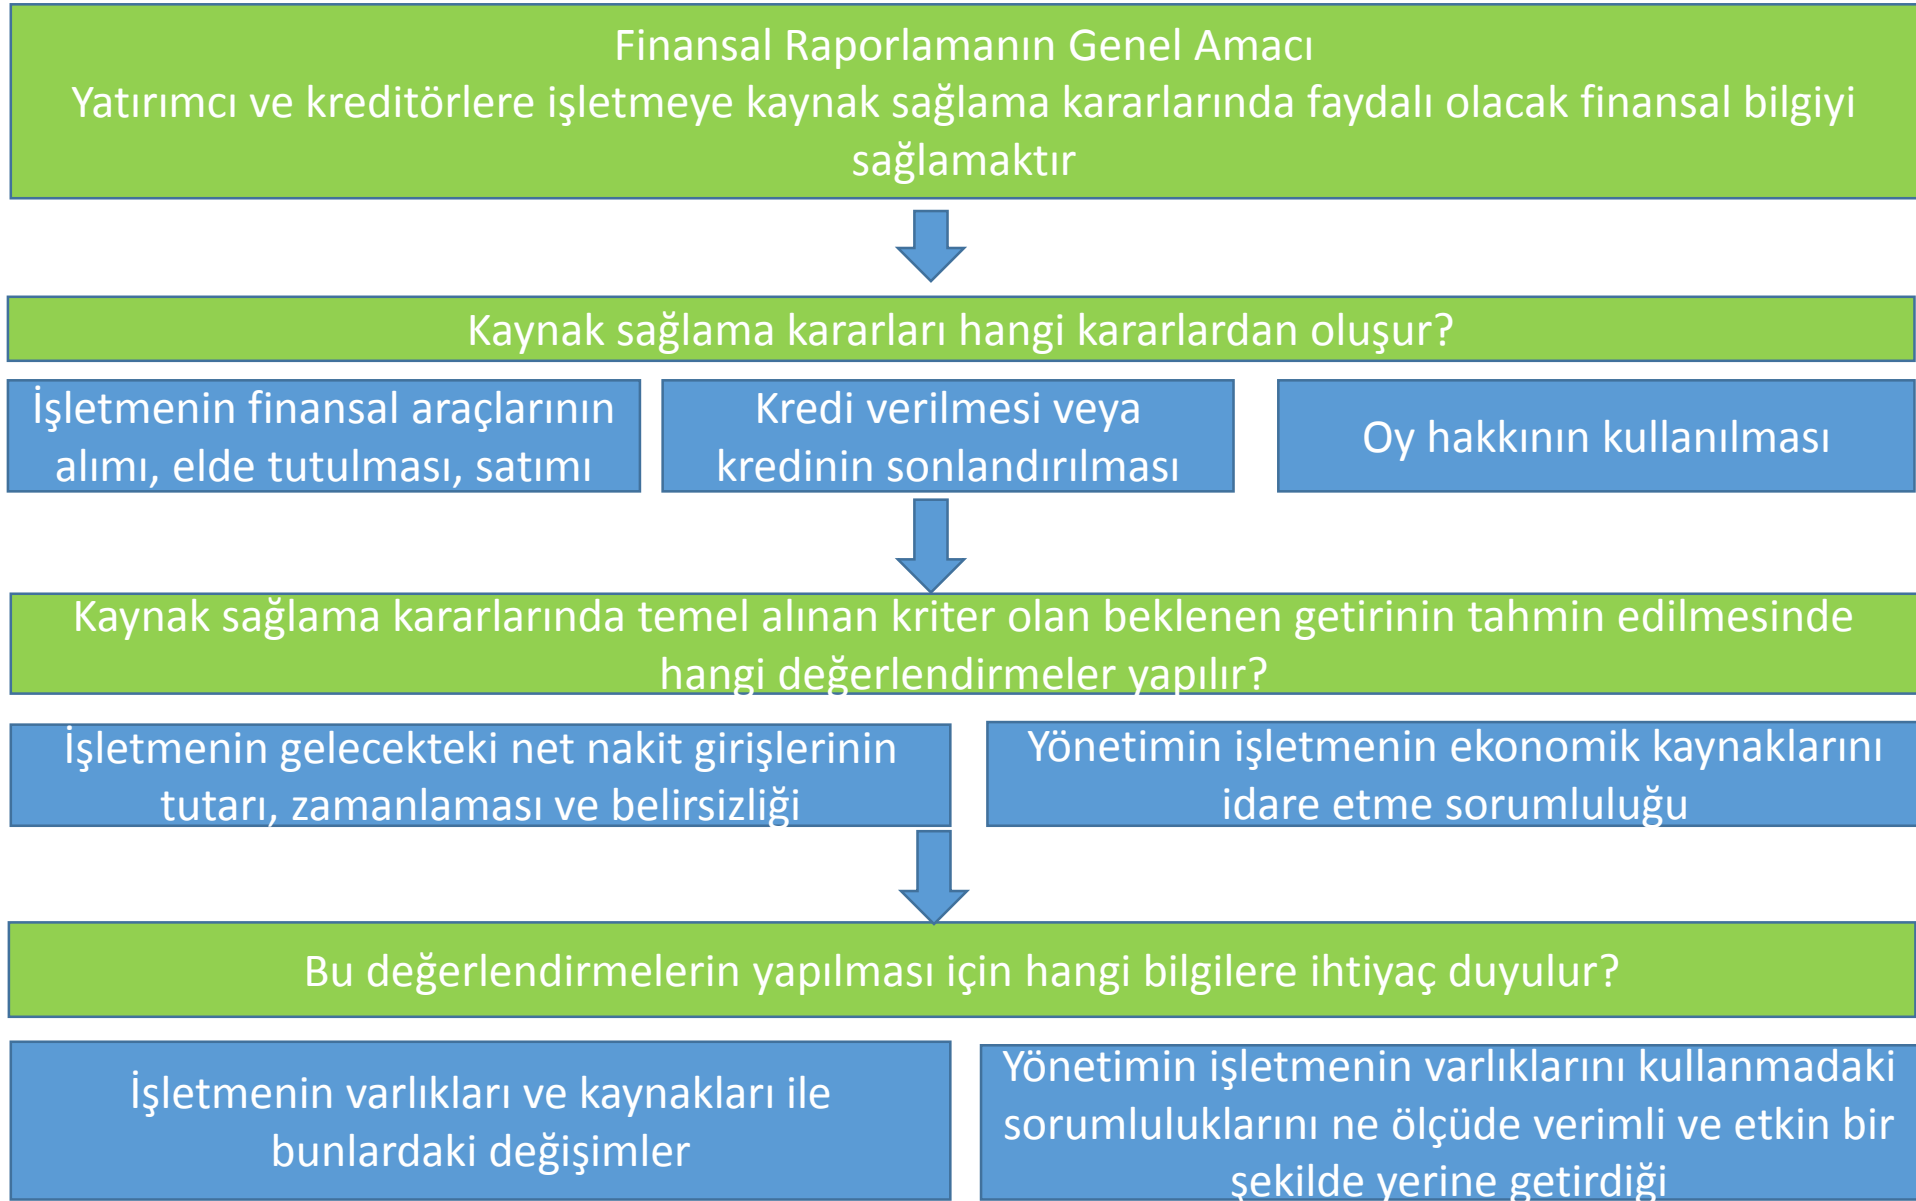 Finansal Raporlamanın Genel Amacı
Yatırımcı ve kreditörlere işletmeye kaynak sağlama kararlarında faydalı olacak finansal bilgiyi
sağlamaktır
Kaynak sağlama kararları hangi kararlardan oluşur?
İşletmenin finansal araçlarının
alımı, elde tutulması, satımı
Kredi verilmesi veya
kredinin sonlandırılması
Oy hakkının kullanılması
Kaynak sağlama kararlarında temel alınan kriter olan beklenen getirinin tahmin edilmesinde
hangi değerlendirmeler yapılır?
İşletmenin gelecekteki net nakit girişlerinin
tutarı, zamanlaması ve belirsizliği
Yönetimin işletmenin ekonomik kaynaklarını
idare etme sorumluluğu
Bu değerlendirmelerin yapılması için hangi bilgilere ihtiyaç duyulur?
İşletmenin varlıkları ve kaynakları ile
bunlardaki değişimler
Yönetimin işletmenin varlıklarını kullanmadaki
sorumluluklarını ne ölçüde verimli ve etkin bir
şekilde yerine getirdiği